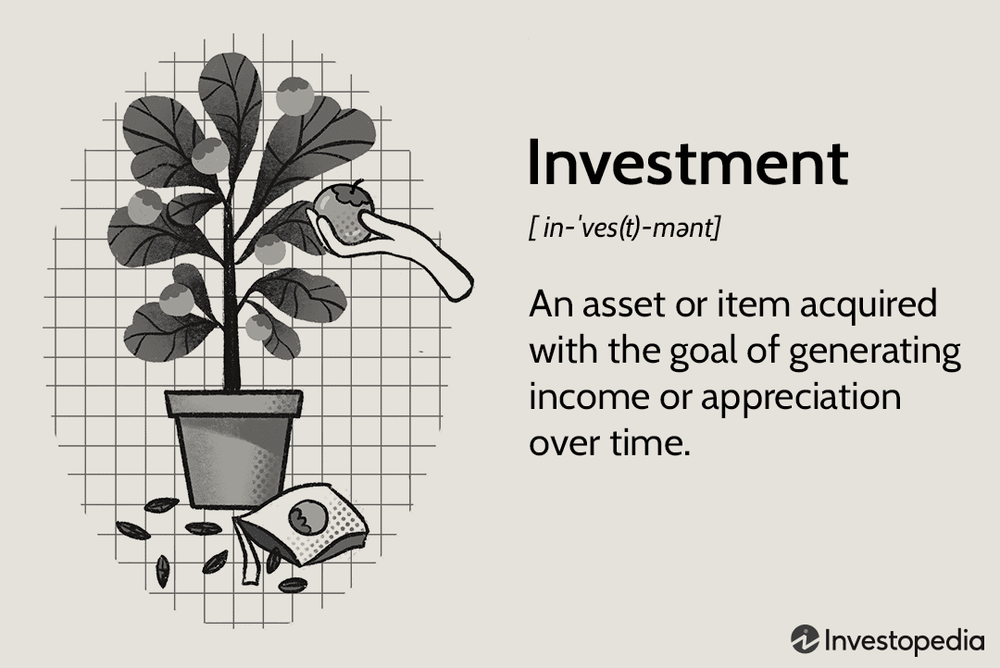 Investment
[ in-ˈves(t)-mənt]
An asset or item acquired
with the goal of generating
income or appreciation
over time.
Investopedia